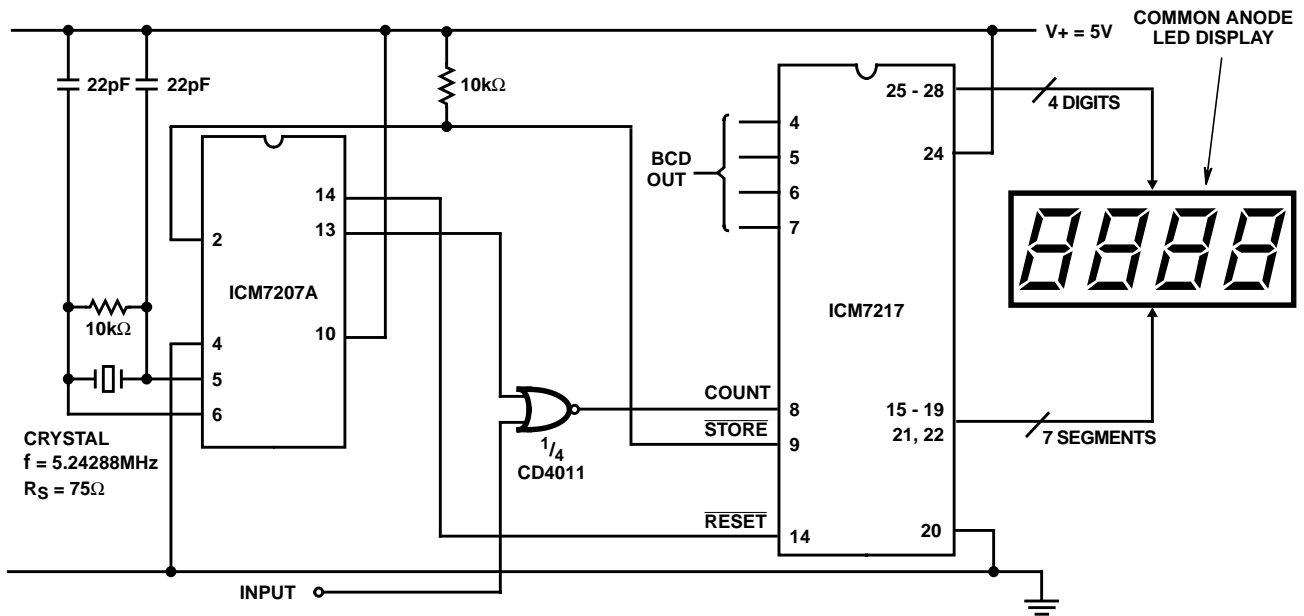 COMMON ANODE
LED DISPLAY
V+ = 5V
22pF
22pF
10kΩ
25 - 28
4 DIGITS
24
BCD
OUT
4
5
6
7
14
13
2
ICM7207A
ICM7217
10kΩ
10
4
5
6
CRYSTAL
f = 5.24288MHz
RS = 75Ω
COUNT
8
STORE
9
1/4
CD4011
15 - 19
21, 22
7 SEGMENTS
RESET
14
20
INPUT